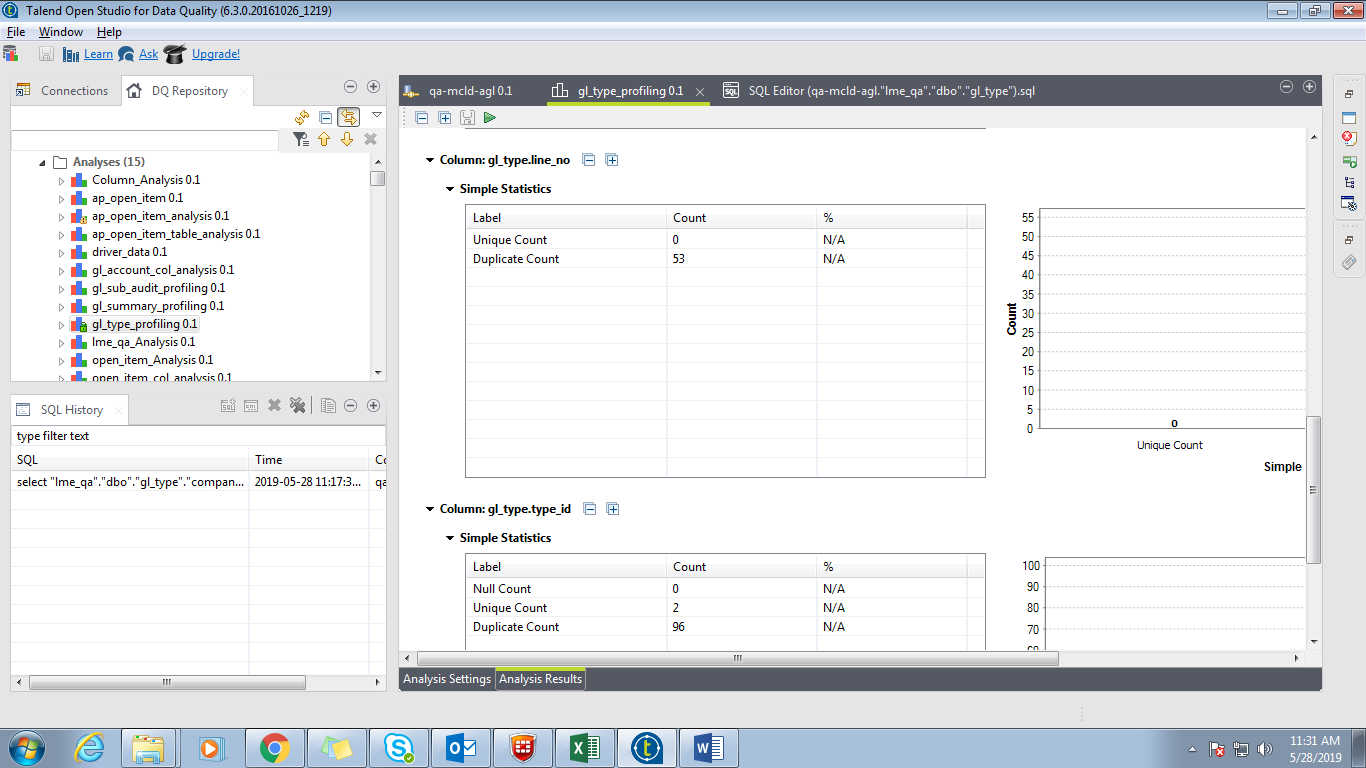 Talend Open Studio for Data Quality (6.3.0.20161026_1219)
File Window Help
Learn Ask Upgrade!
Connections DQ Repository
Analyses (15)
Column_Analysis 0.1
ap_open_item 0.1
ap_open_item_analysis 0.1
ap_open_item_table_analysis 0.1
driver_data 0.1
gl_account_col_analysis 0.1
gl_sub_audit_profiling 0.1
gl_summary_profiling 0.1
gl_type_profiling 0.1
lme_qa_Analysis 0.1
open_item_Analysis 0.1
open_item_col_analysis 0.1
SQL History
type filter text
SQL Time Co
select "lme_qa"."dbo"."gl_type"."compan... 2019-05-28 11:17:3... qa
qa-mcld-agl 0.1 gl_type_profiling 0.1 SQL Editor (qa-mcld-agl."lme_qa"."dbo"."gl_type").sql
Column: gl_type.line_no
Simple Statistics
Label Count %
Unique Count 0 N/A
Duplicate Count 53 N/A
55
50
45
40
35
30
25
20
15
10
5
0
Count
0
Unique Count
Simple
Column: gl_type.type_id
Simple Statistics
Label Count %
Null Count 0 N/A
Unique Count 2 N/A
Duplicate Count 96 N/A
100
90
80
70
60
Analysis Settings Analysis Results
11:31 AM
5/28/2019